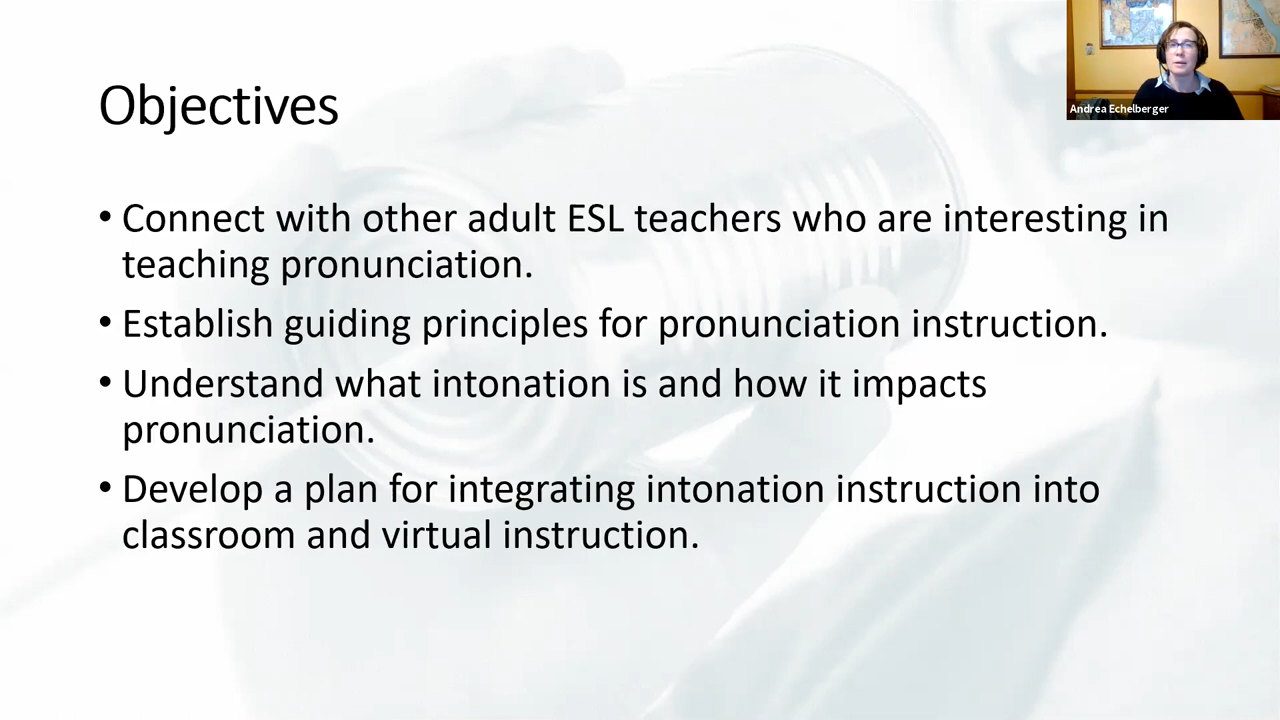 Objectives
Andrea Echelberger
• Connect with other adult ESL teachers who are interesting in
teaching pronunciation.
• Establish guiding principles for pronunciation instruction.
• Understand what intonation is and how it impacts
pronunciation.
• Develop a plan for integrating intonation instruction into
classroom and virtual instruction.